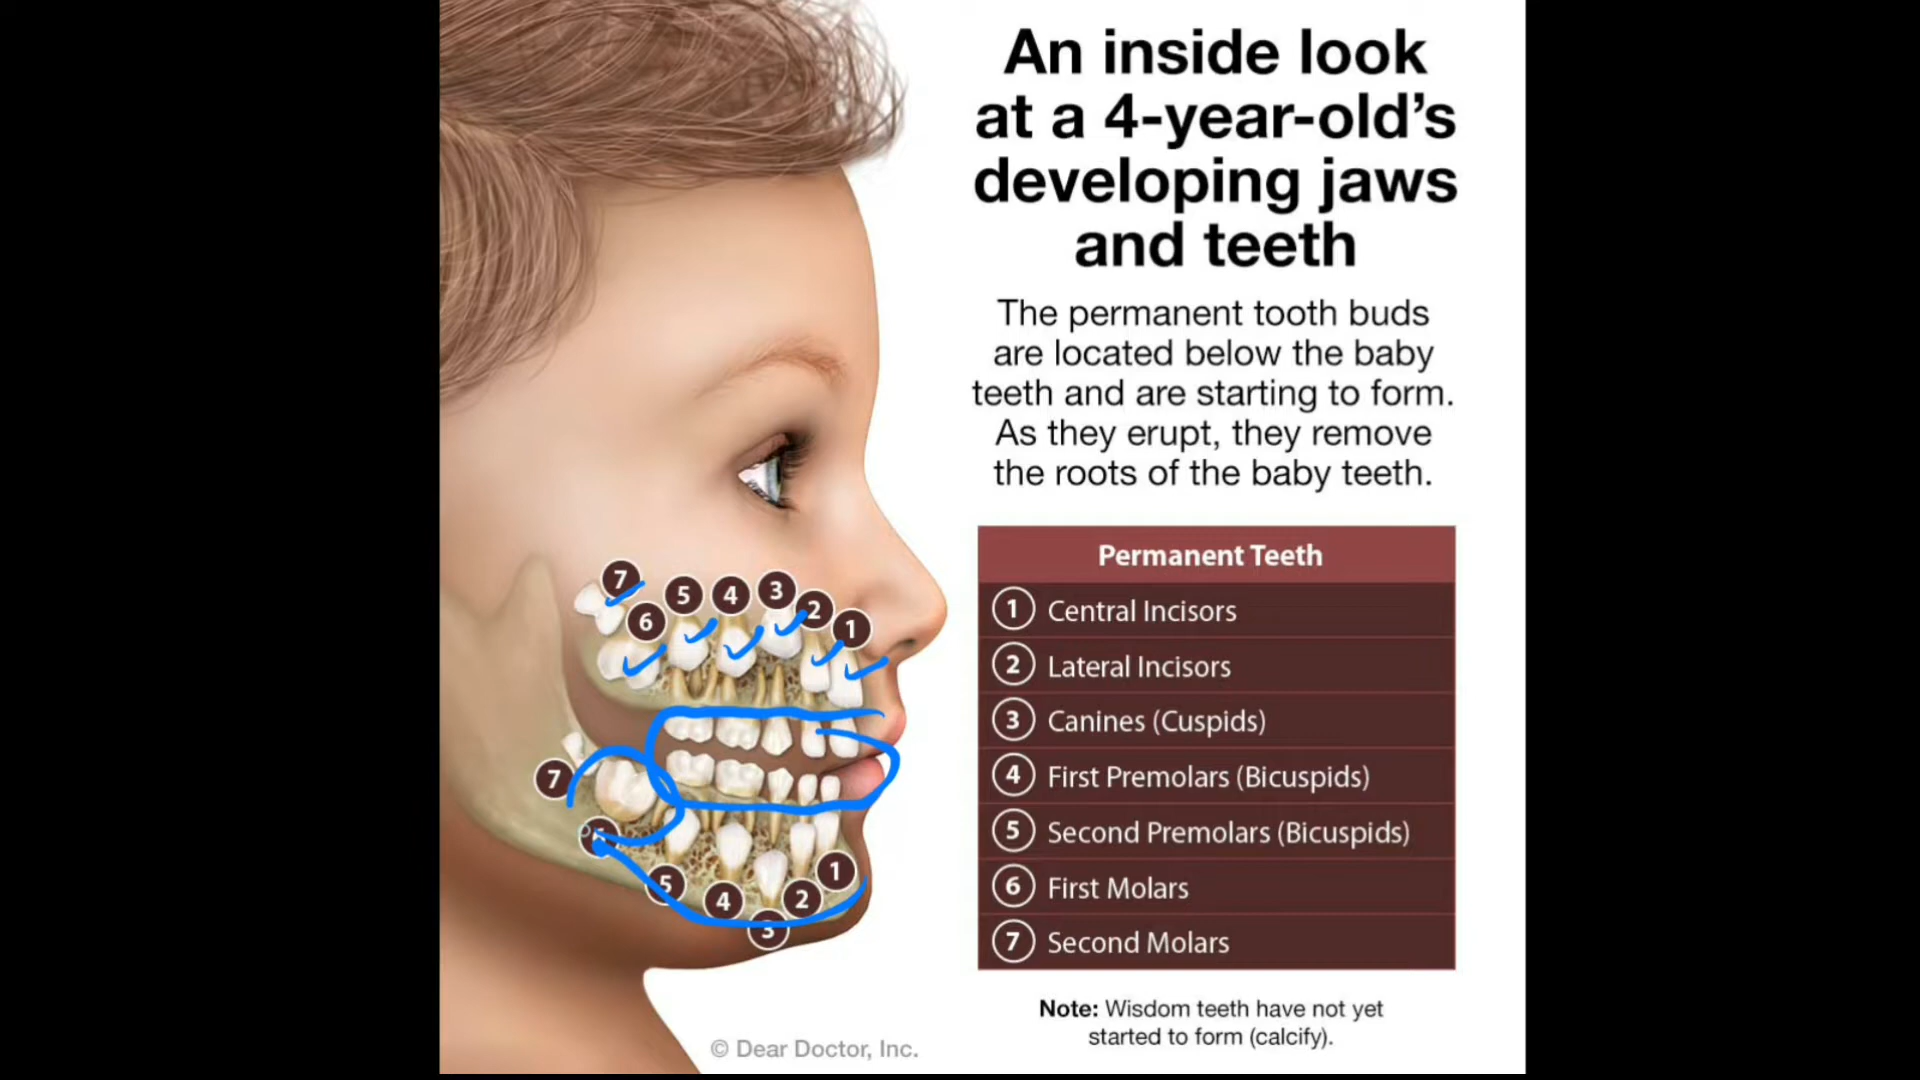 An inside look
at a 4-year-old's
developing jaws
and teeth
The permanent tooth buds
are located below the baby
teeth and are starting to form.
As they erupt, they remove
the roots of the baby teeth.
Permanent Teeth
1 Central Incisors
2 Lateral Incisors
3 Canines (Cuspids)
4 First Premolars (Bicuspids)
5 Second Premolars (Bicuspids)
6 First Molars
7 Second Molars
Note: Wisdom teeth have not yet
started to form (calcify).
7
6
5
4
3
2
1
7
5
4
3
2
1
© Dear Doctor, Inc.